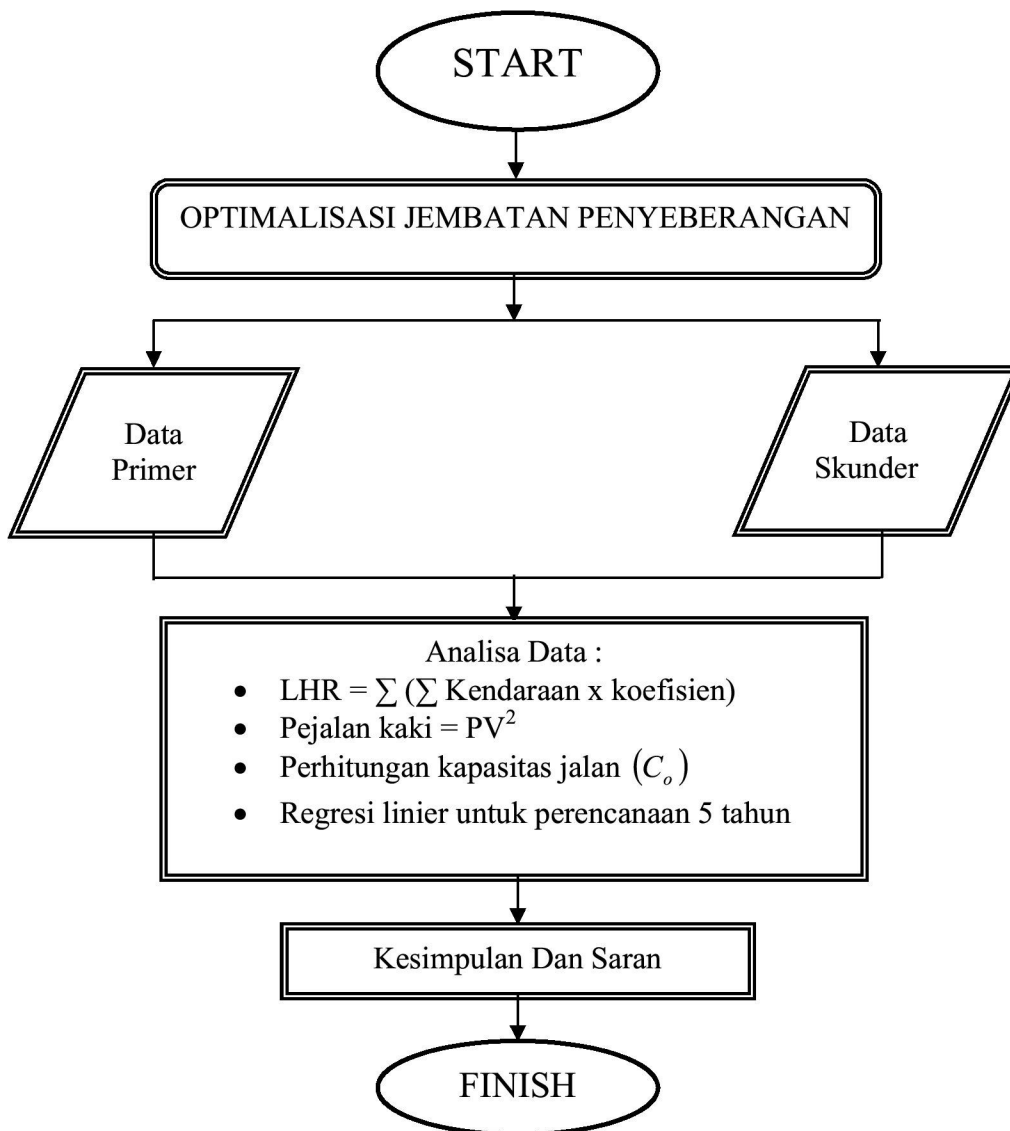 START
OPTIMALISASI JEMBATAN PENYEBERANGAN
Data
Primer
Data
Skunder
Analisa Data :
• LHR = ∑ (∑ Kendaraan x koefisien)
• Pejalan kaki = PV²
• Perhitungan kapasitas jalan (Cₒ)
• Regresi linier untuk perencanaan 5 tahun
Kesimpulan Dan Saran
FINISH